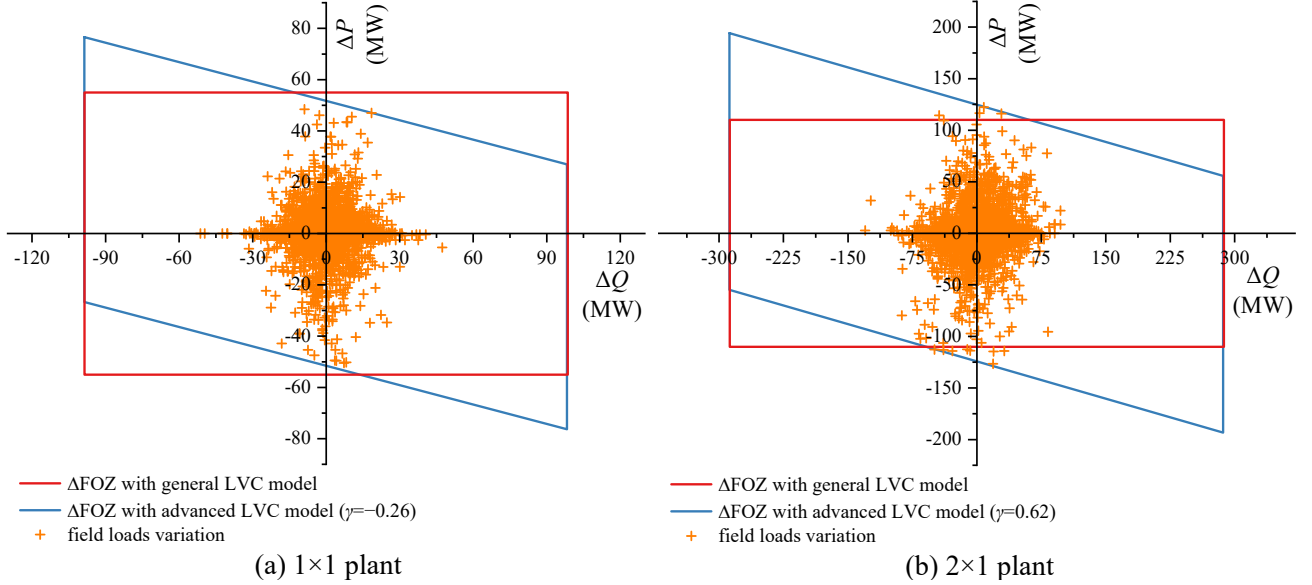 80
60
40
20
0
-20
-40
-60
-80
-120
-90
-60
-30
30
60
90
120
ΔP
(MW)
ΔQ
(MW)
ΔFOZ with general LVC model
ΔFOZ with advanced LVC model (γ=−0.26)
field loads variation
(a) 1×1 plant
200
150
100
50
0
-50
-100
-150
-200
-300
-225
-150
-75
75
150
225
300
ΔP
(MW)
ΔQ
(MW)
ΔFOZ with general LVC model
ΔFOZ with advanced LVC model (γ=0.62)
field loads variation
(b) 2×1 plant